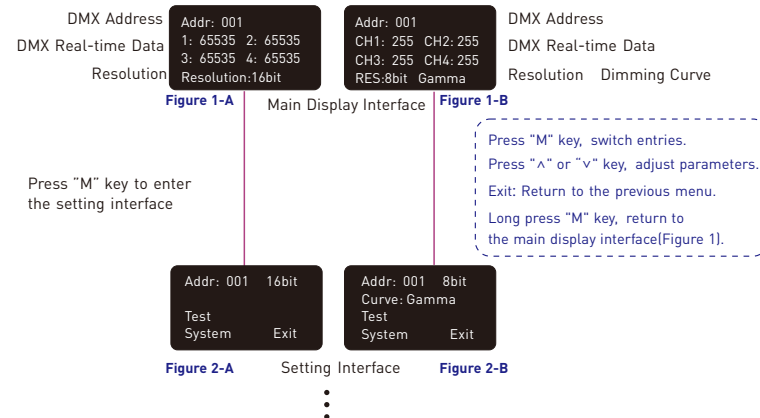 DMX Address
DMX Real-time Data
Resolution
Addr: 001
1: 65535 2: 65535
3: 65535 4: 65535
Resolution:16bit
Addr: 001
CH1: 255 CH2: 255
CH3: 255 CH4: 255
RES:8bit Gamma
DMX Address
DMX Real-time Data
Resolution Dimming Curve
Figure 1-A
Main Display Interface
Figure 1-B
Press "M" key to enter
the setting interface
Press "M" key, switch entries.
Press "∧" or "∨" key, adjust parameters.
Exit: Return to the previous menu.
Long press "M" key, return to
the main display interface(Figure 1).
Addr: 001 16bit
Test
System Exit
Addr: 001 8bit
Curve: Gamma
Test
System Exit
Figure 2-A
Setting Interface
Figure 2-B